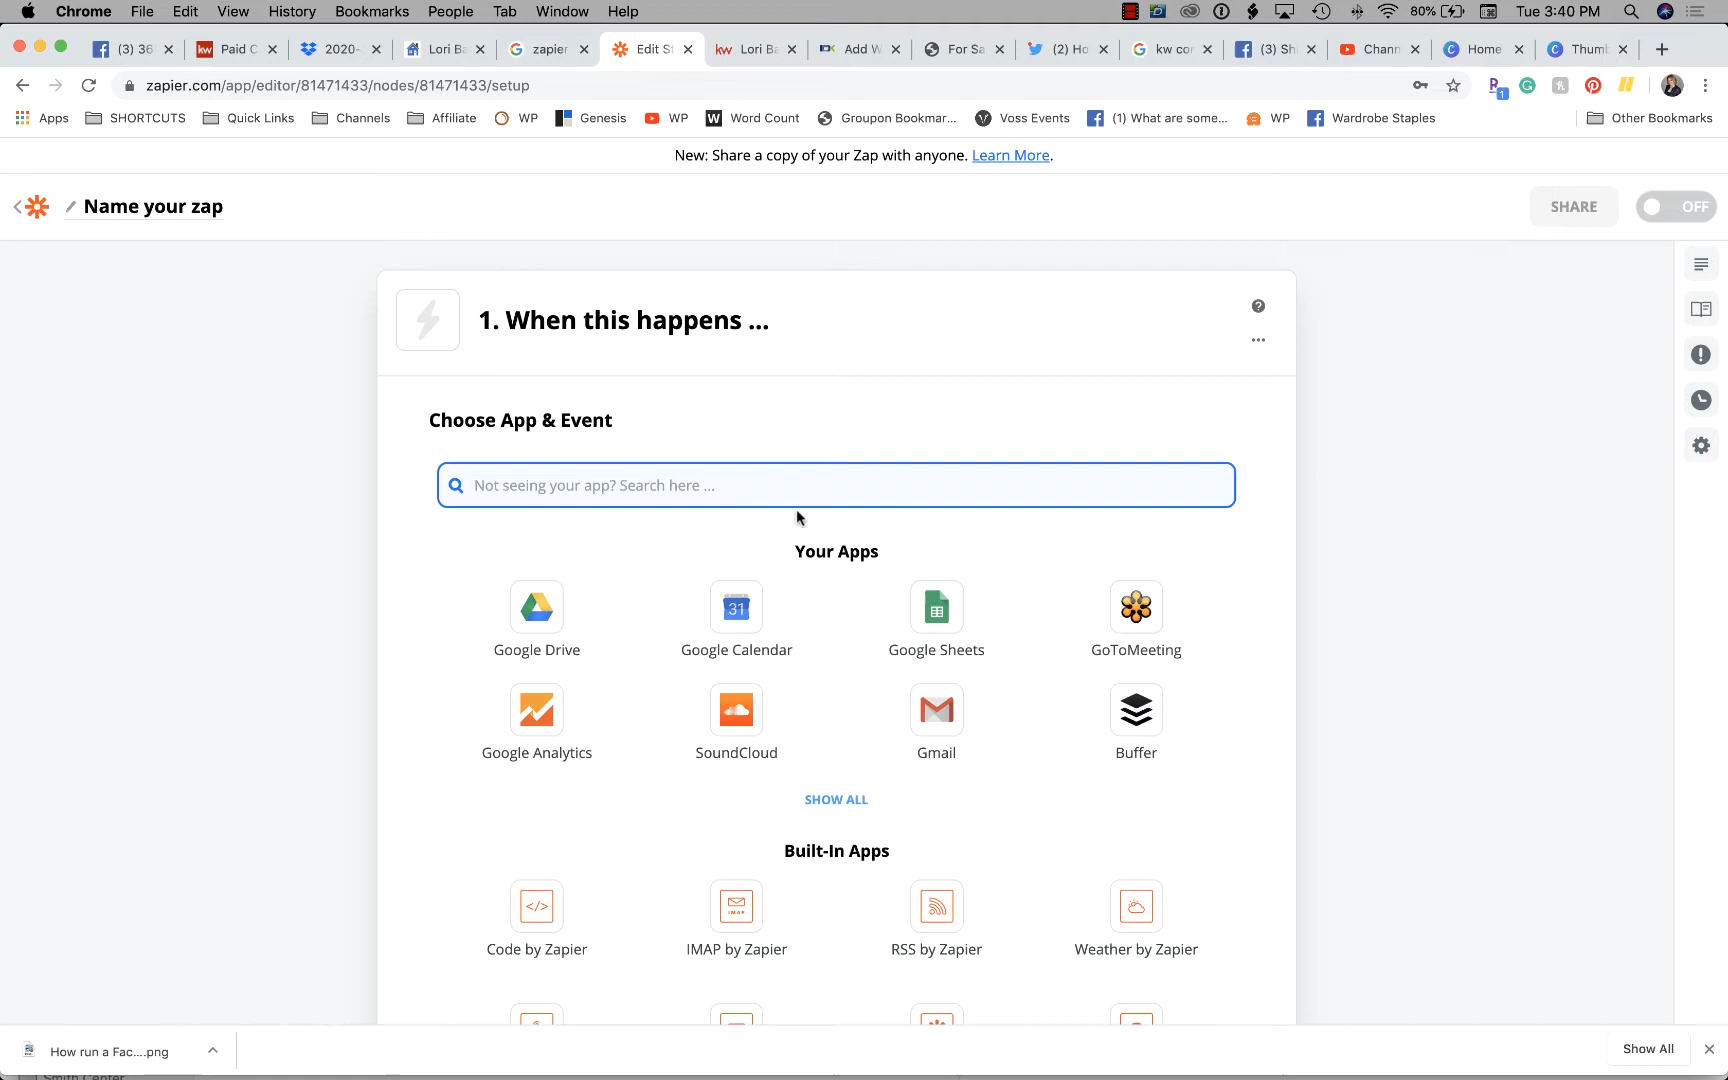 Chrome File Edit View History Bookmarks People Tab Window Help 80% Tue 3:40 PM
(3) 36 Paid C 2020- Lori Ba zapier Edit St Lori Ba Add W For Sa (2) Ho kw cor (3) Sh Chann Home Thumb
zapier.com/app/editor/81471433/nodes/81471433/setup
Apps SHORTCUTS Quick Links Channels Affiliate WP Genesis WP Word Count Groupon Bookmar... Voss Events (1) What are some... WP Wardrobe Staples Other Bookmarks
New: Share a copy of your Zap with anyone. Learn More.
Name your zap SHARE OFF
1. When this happens ...
Choose App & Event
Not seeing your app? Search here ...
Your Apps
31
Google Drive Google Calendar Google Sheets GoToMeeting
Google Analytics SoundCloud Gmail Buffer
SHOW ALL
Built-In Apps
</> IMAP
Code by Zapier IMAP by Zapier RSS by Zapier Weather by Zapier
How run a Fac....png Show All